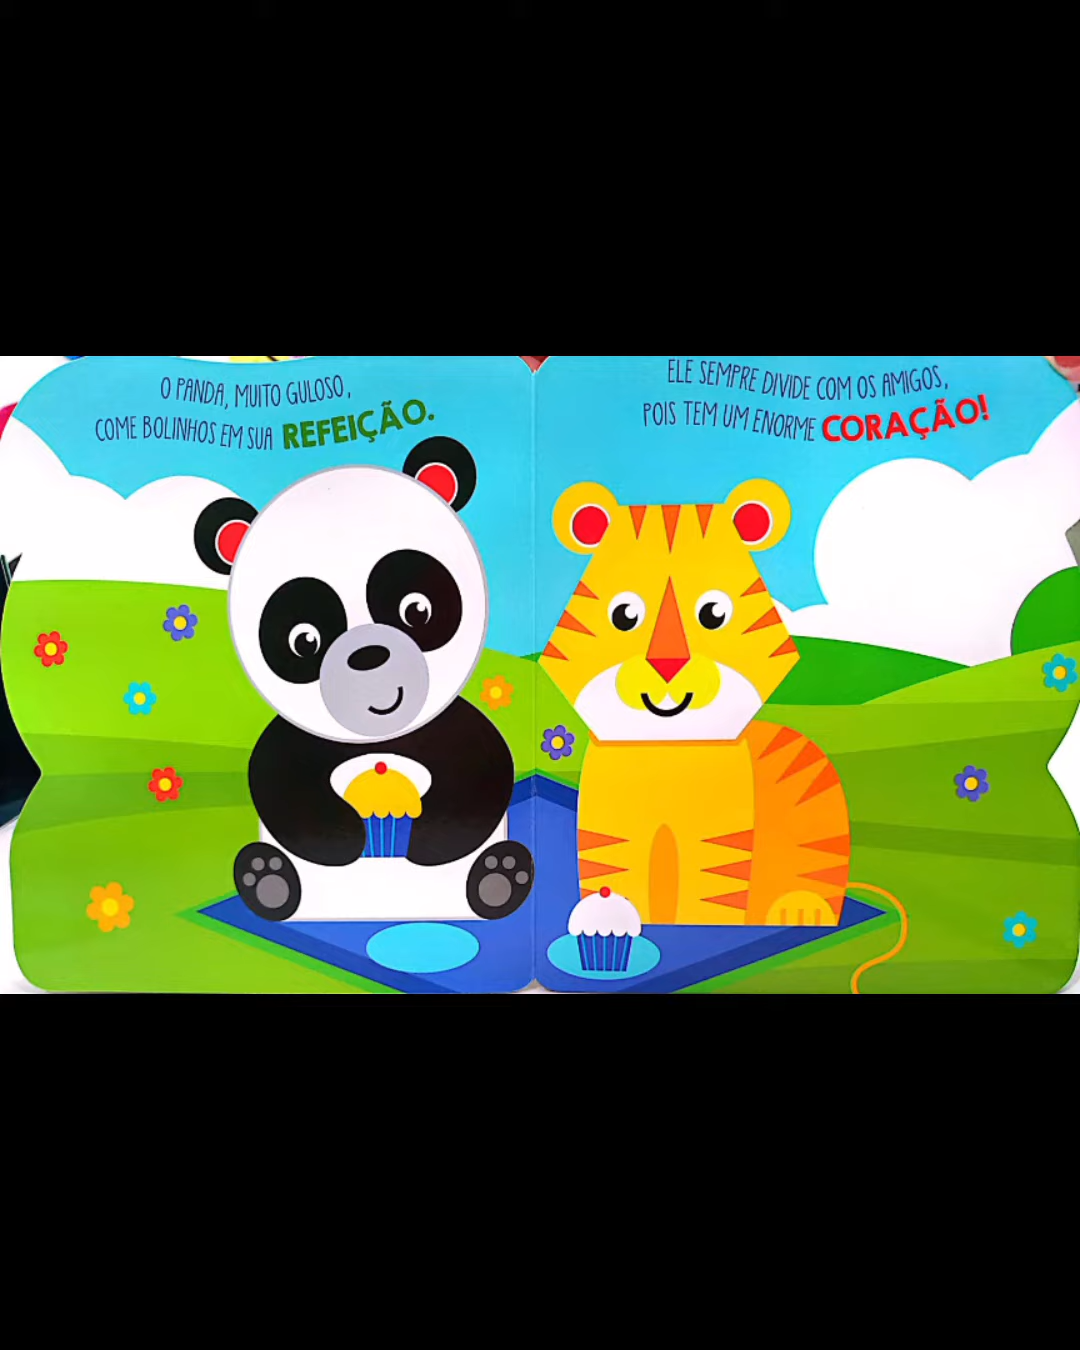 O PANDA, MUITO GULOSO,
COME BOLINHOS EM SUA REFEIÇÃO.
ELE SEMPRE DIVIDE COM OS AMIGOS,
POIS TEM UM ENORME CORAÇÃO!